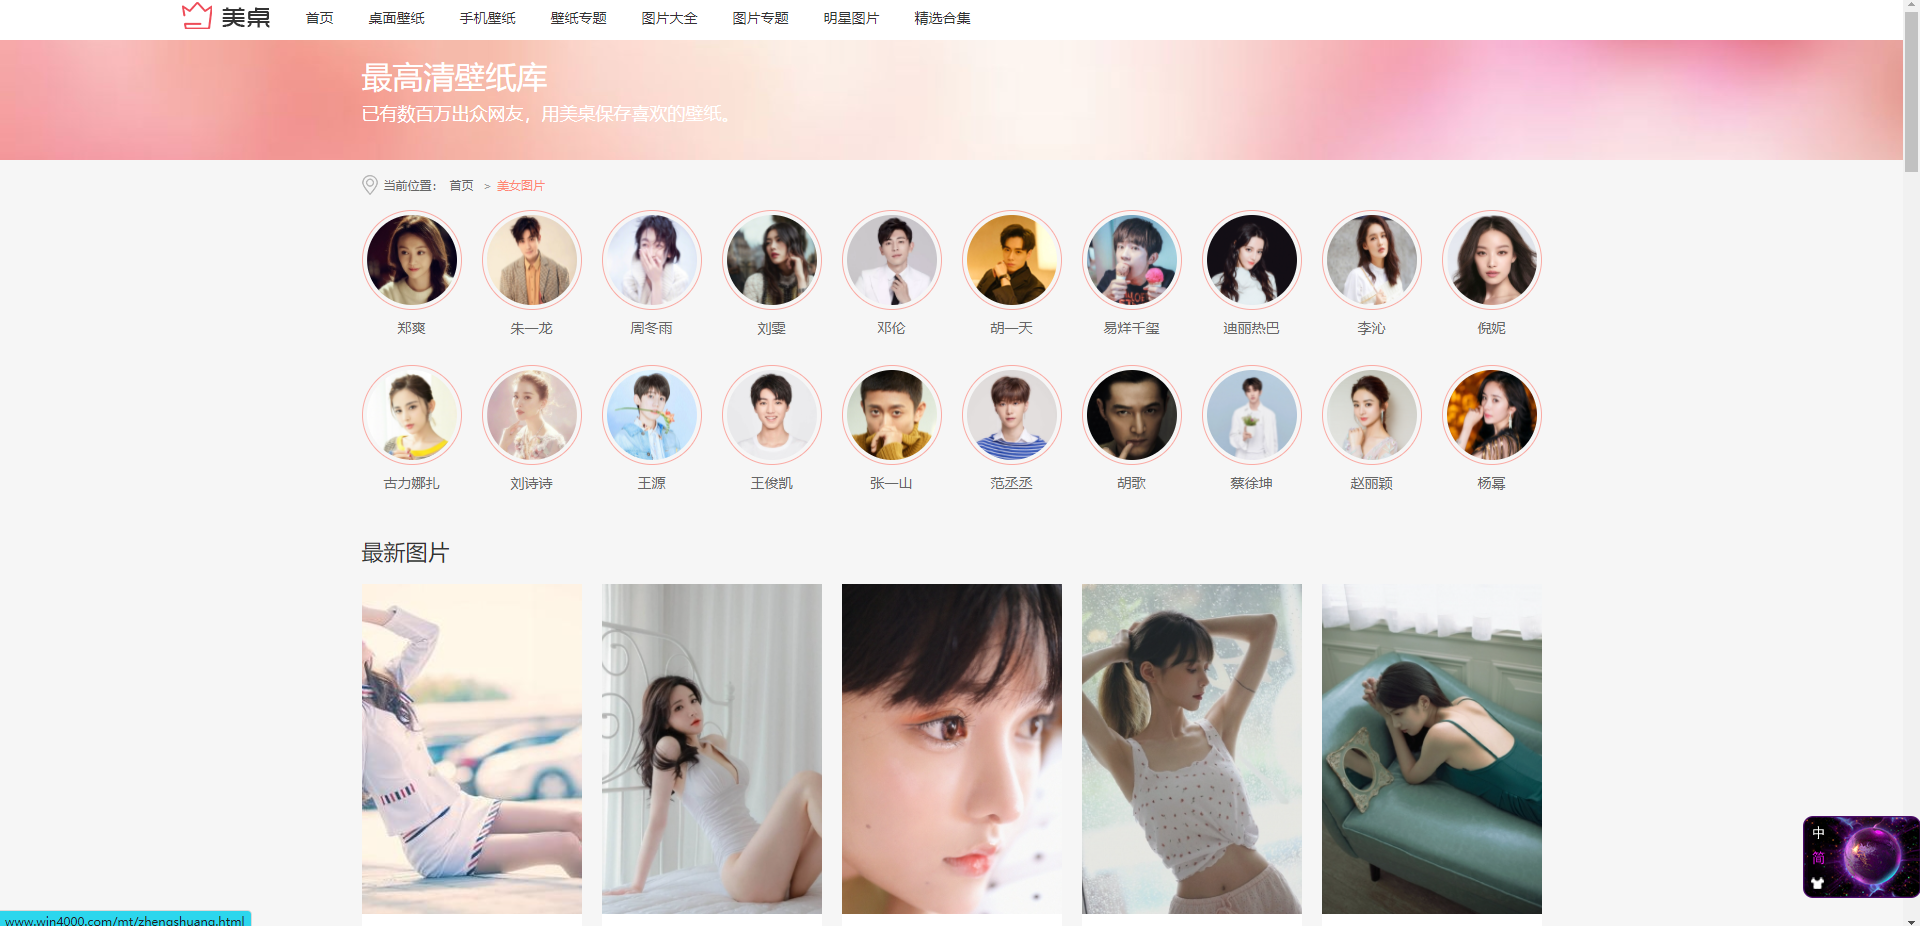 美桌
首页 桌面壁纸 手机壁纸 壁纸专题 图片大全 图片专题 明星图片 精选合集
最高清壁纸库
已有数百万出众网友，用美桌保存喜欢的壁纸。
当前位置： 首页 > 美女图片
郑爽 朱一龙 周冬雨 刘雯 邓伦 胡一天 易烊千玺 迪丽热巴 李沁 倪妮
古力娜扎 刘诗诗 王源 王俊凯 张一山 范丞丞 胡歌 蔡徐坤 赵丽颖 杨幂
最新图片
中
简
www.win4000.com/mt/zhengshuang.html